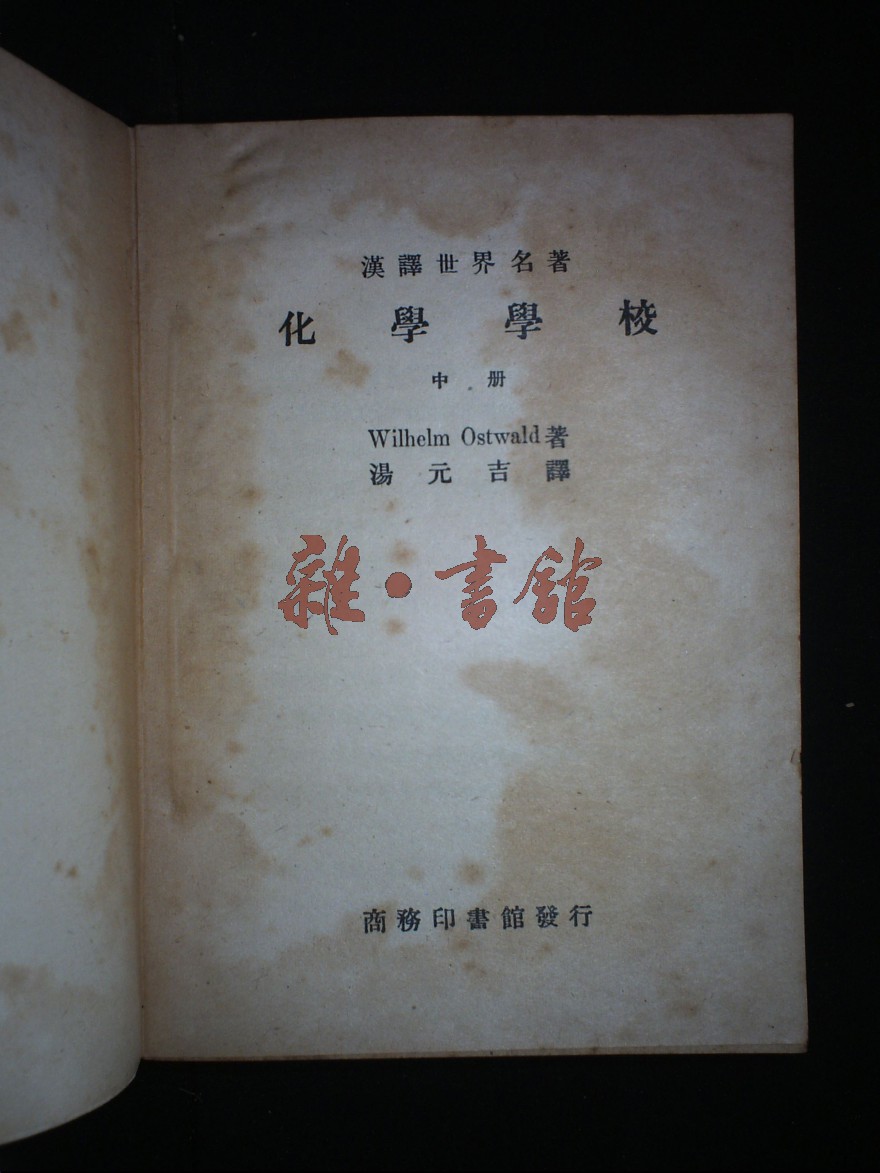 漢譯世界名著
化學學校
中册
Wilhelm Ostwald著
湯元吉譯
雜·書館
商務印書館發行